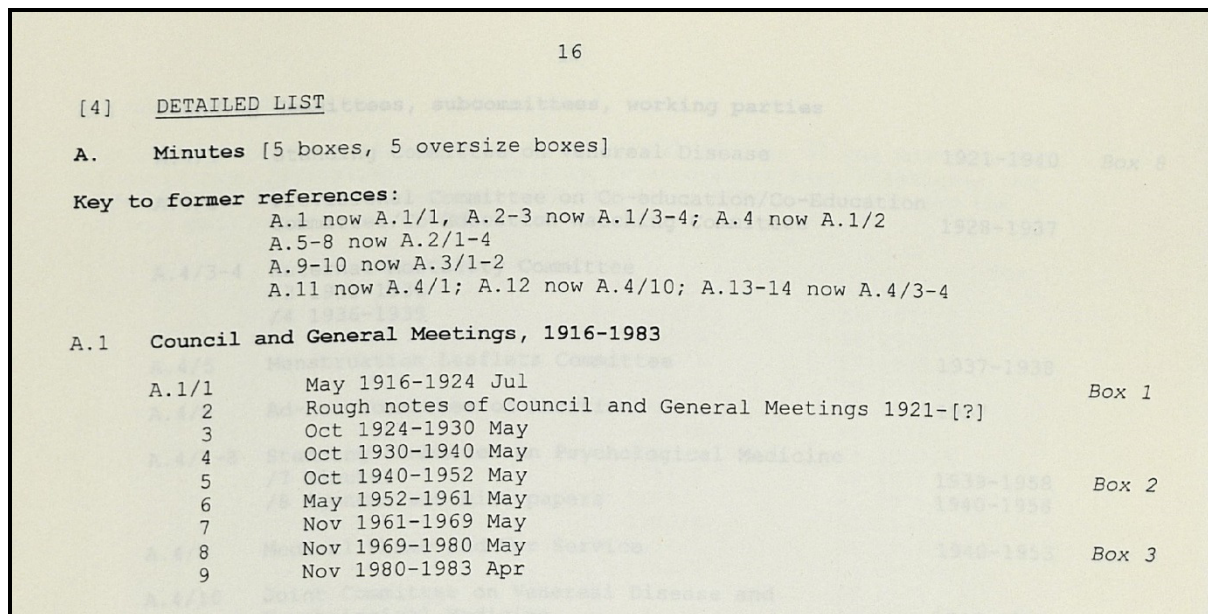 16
[4] DETAILED LIST
A. Minutes [5 boxes, 5 oversize boxes]
Key to former references:
A.1 now A.1/1, A.2-3 now A.1/3-4; A.4 now A.1/2
A.5-8 now A.2/1-4
A.9-10 now A.3/1-2
A.11 now A.4/1; A.12 now A.4/10; A.13-14 now A.4/3-4
A.1 Council and General Meetings, 1916-1983
A.1/1 May 1916-1924 Jul Box 1
2 Rough notes of Council and General Meetings 1921-[?]
3 Oct 1924-1930 May
4 Oct 1930-1940 May
5 Oct 1940-1952 May Box 2
6 May 1952-1961 May
7 Nov 1961-1969 May
8 Nov 1969-1980 May Box 3
9 Nov 1980-1983 Apr